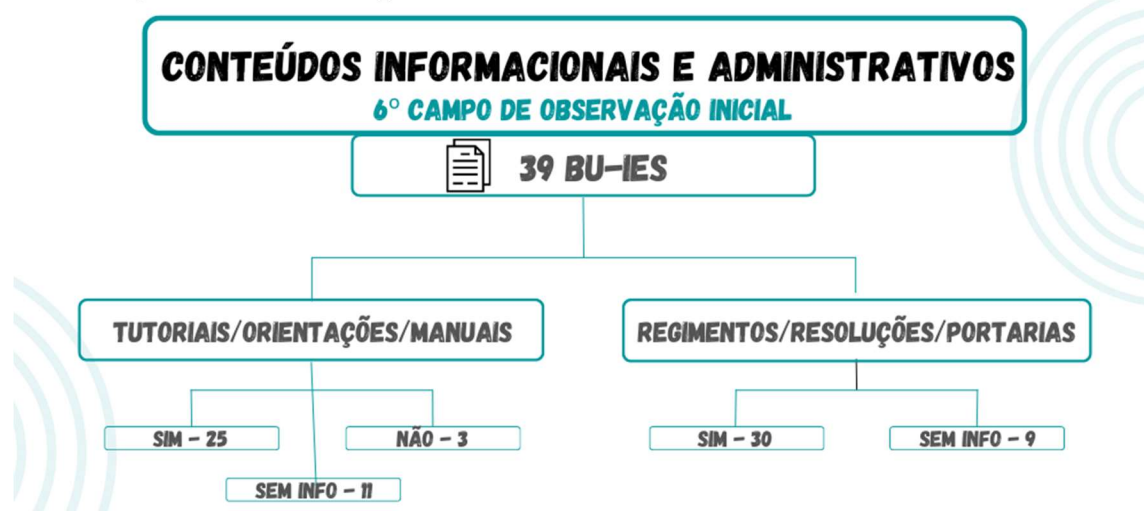 CONTEÚDOS INFORMACIONAIS E ADMINISTRATIVOS
6º CAMPO DE OBSERVAÇÃO INICIAL
39 BU-IES
TUTORIAIS/ORIENTAÇÕES/MANUAIS
REGIMENTOS/RESOLUÇÕES/PORTARIAS
SIM - 25
NÃO - 3
SIM - 30
SEM INFO - 9
SEM INFO - 11